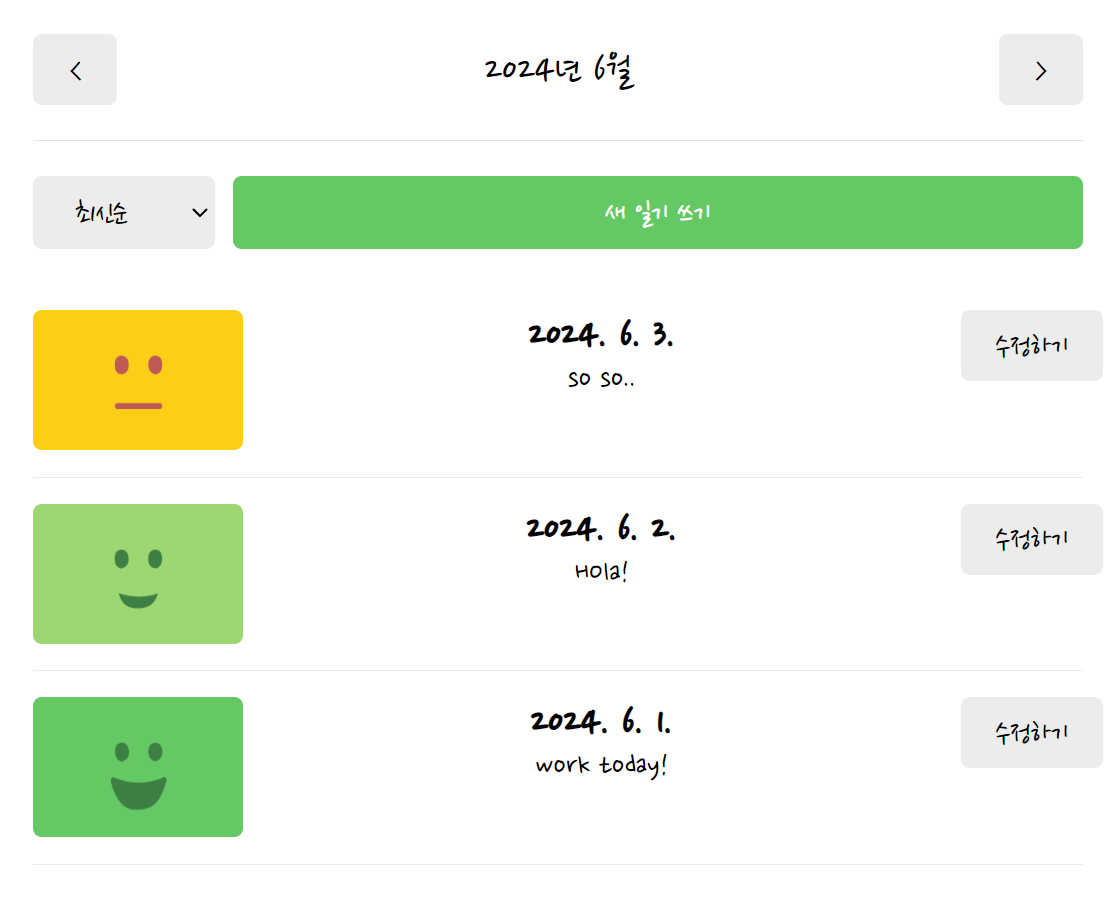 2024년 6월
최신순
새 일기 쓰기
2024. 6. 3.
so so..
수정하기
2024. 6. 2.
Hola!
수정하기
2024. 6. 1.
work today!
수정하기